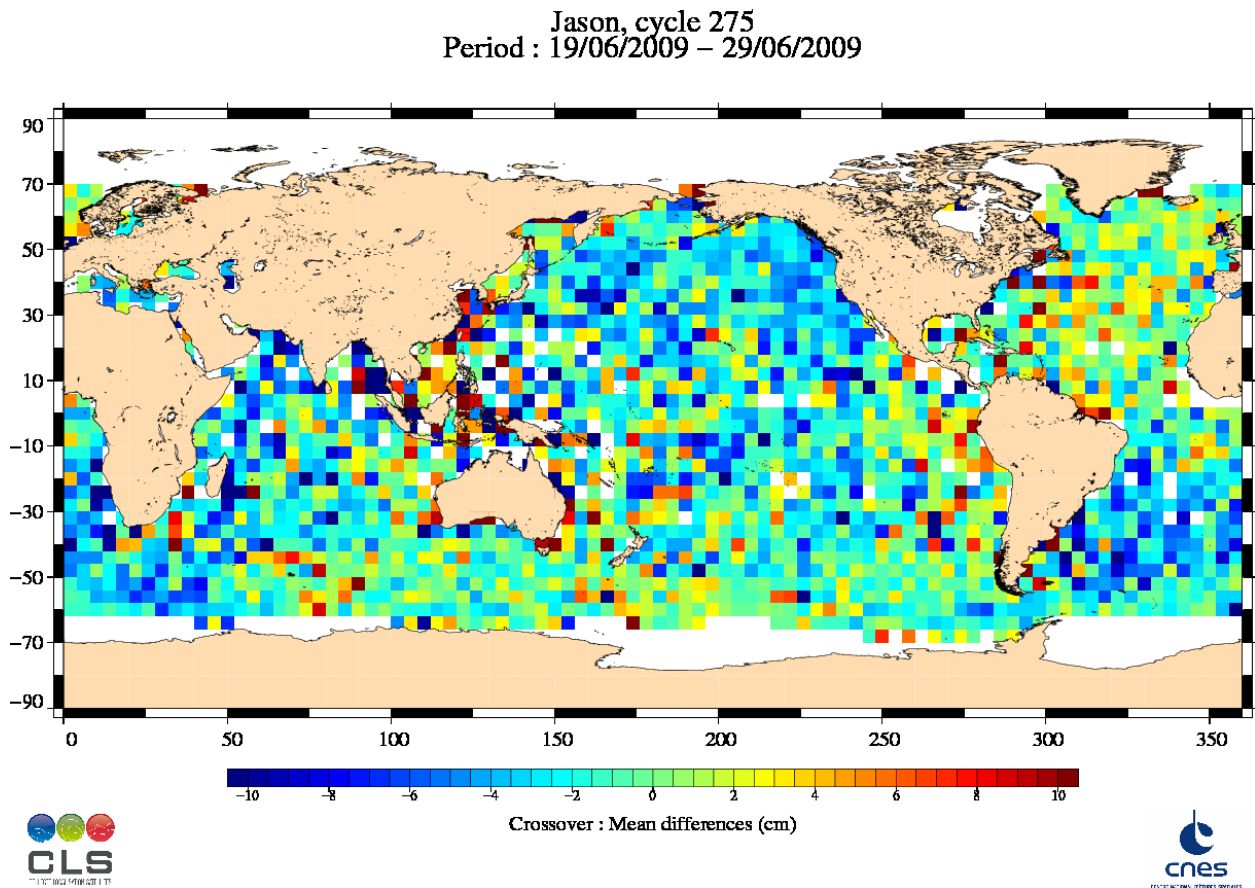 Jason, cycle 275
Period : 19/06/2009 − 29/06/2009
90
70
50
30
10
−10
−30
−50
−70
−90
0 50 100 150 200 250 300 350
−10 −8 −6 −4 −2 0 2 4 6 8 10
Crossover : Mean differences (cm)
CLS
cnes